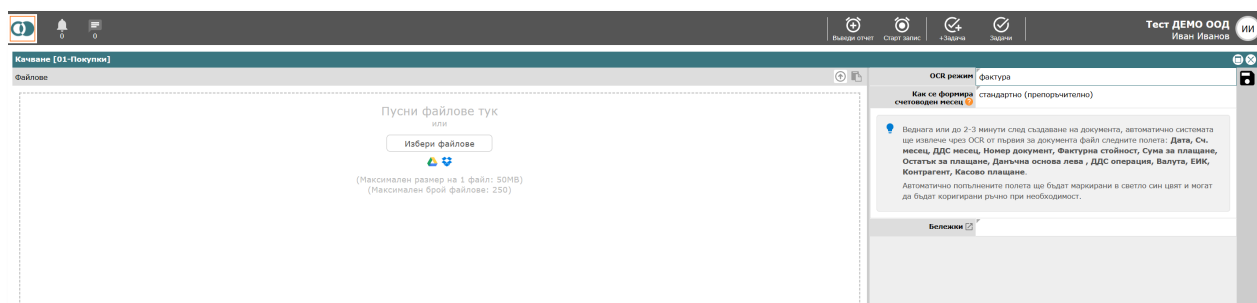 0
0
Изведи отчет
Старт запис
+Задача
Задачи
Тест ДЕМО ООД
Иван Иванов
ИИ
Качване [01-Покупки]
Файлове
Пусни файлове тук
или
Избери файлове
(Максимален размер на 1 файл: 50MB)
(Максимален брой файлове: 250)
OCR режим
фактура
Как се формира
счетоводен месец ?
стандартно (препоръчително)
Веднага или до 2-3 минути след създаване на документа, автоматично системата
ще извлече чрез OCR от първия за документа файл следните полета: Дата, Сч.
месец, ДДС месец, Номер документ, Фактурна стойност, Сума за плащане,
Остатък за плащане, Данъчна основа лева , ДДС операция, Валута, ЕИК,
Контрагент, Касово плащане.
Автоматично попълнените полета ще бъдат маркирани в светло син цвят и могат
да бъдат коригирани ръчно при необходимост.
Бележки